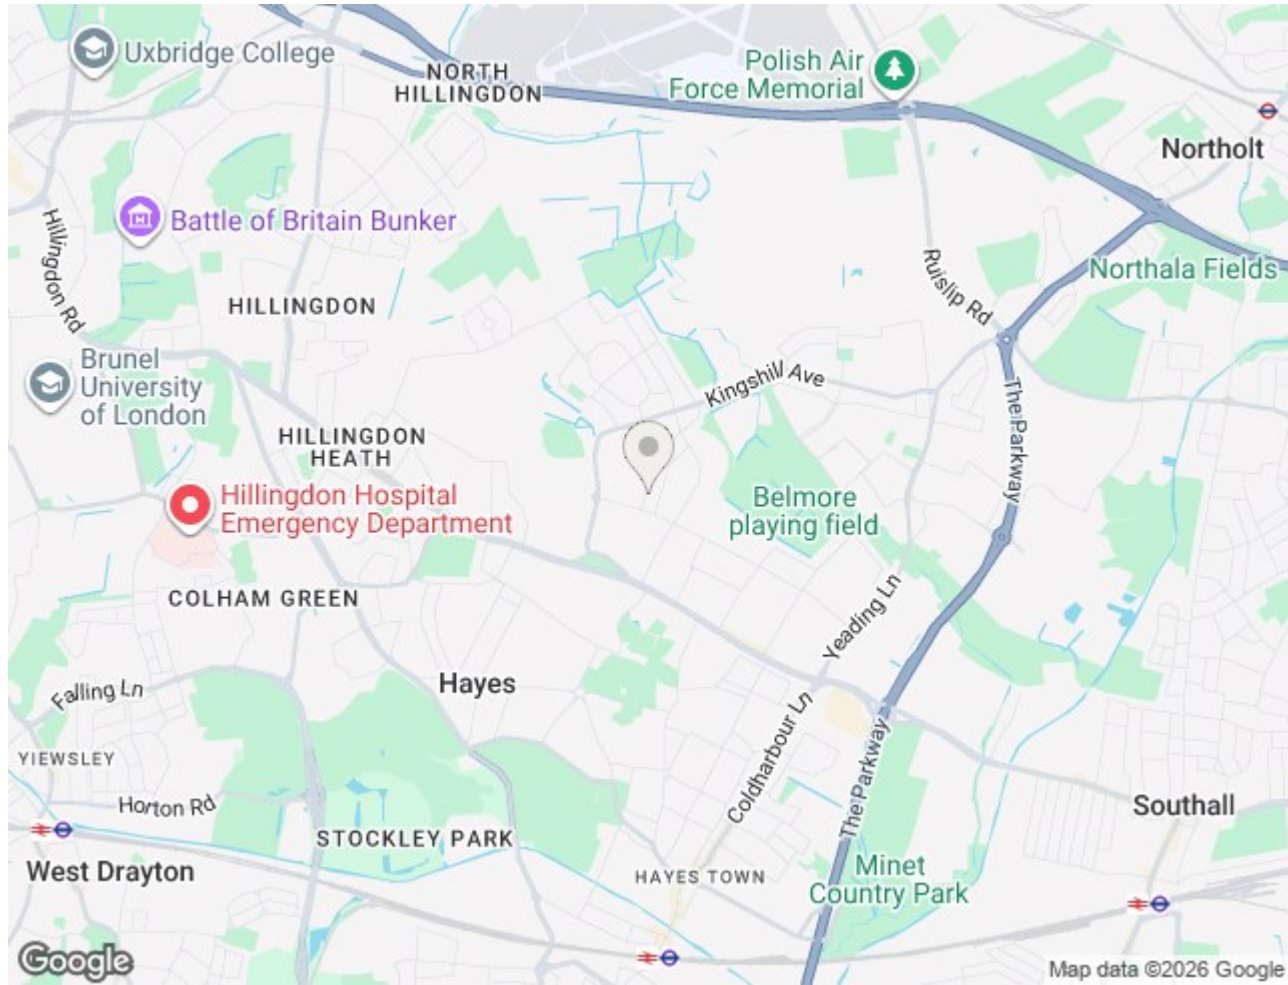 Uxbridge College
NORTH
HILLINGDON
Polish Air
Force Memorial
Northolt
Battle of Britain Bunker
Hillingdon Rd
HILLINGDON
Ruislip Rd
Northala Fields
Brunel
University
of London
Kingshill Ave
The Parkway
HILLINGDON
HEATH
Hillingdon Hospital
Emergency Department
Belmore
playing field
COLHAM GREEN
Yeading Ln
Falling Ln
Hayes
Coldharbour Ln
YIEWSLEY
The Parkway
Horton Rd
STOCKLEY PARK
Southall
West Drayton
HAYES TOWN
Minet
Country Park
Google
Map data ©2026 Google